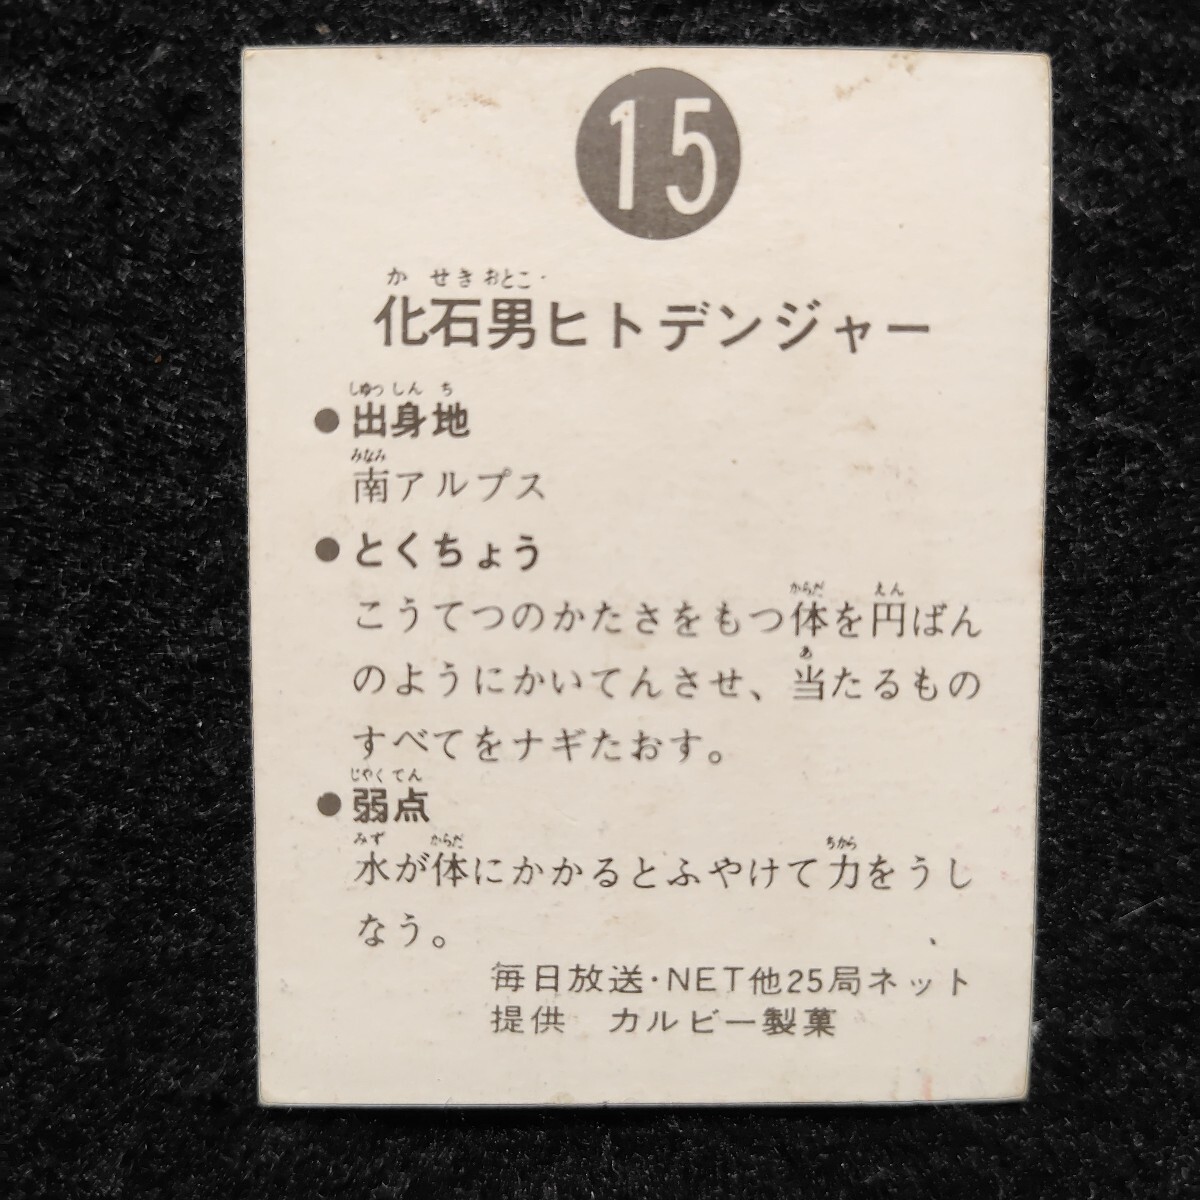 15
かせきおとこ
化石男ヒトデンジャー
しゅっしんち
●出身地
みなみ
南アルプス
●とくちょう
からだ えん
こうてつのかたさをもつ体を円ばん
あ
のようにかいてんさせ、当たるもの
すべてをナギたおす。
じゃくてん
●弱点
みず からだ ちから
水が体にかかるとふやけて力をうし
なう。
毎日放送・NET他25局ネット
提供 カルビー製菓